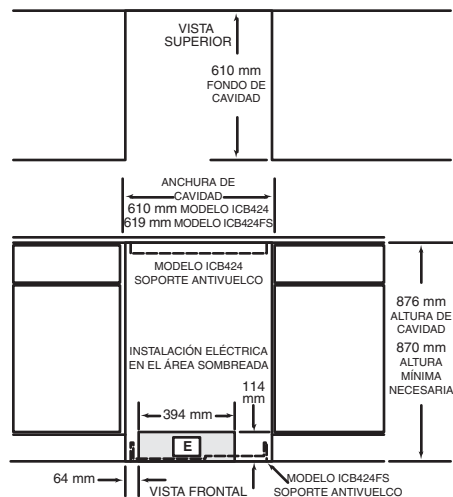 VISTA
SUPERIOR
610 mm
FONDO DE
CAVIDAD
ANCHURA DE
CAVIDAD
610 mm MODELO ICB424
619 mm MODELO ICB424FS
MODELO ICB424
SOPORTE ANTIVUELCO
876 mm
ALTURA DE
CAVIDAD
870 mm
ALTURA
MÍNIMA
NECESARIA
INSTALACIÓN ELÉCTRICA
EN EL ÁREA SOMBREADA
114
mm
394 mm
E
64 mm
VISTA FRONTAL
MODELO ICB424FS
SOPORTE ANTIVUELCO